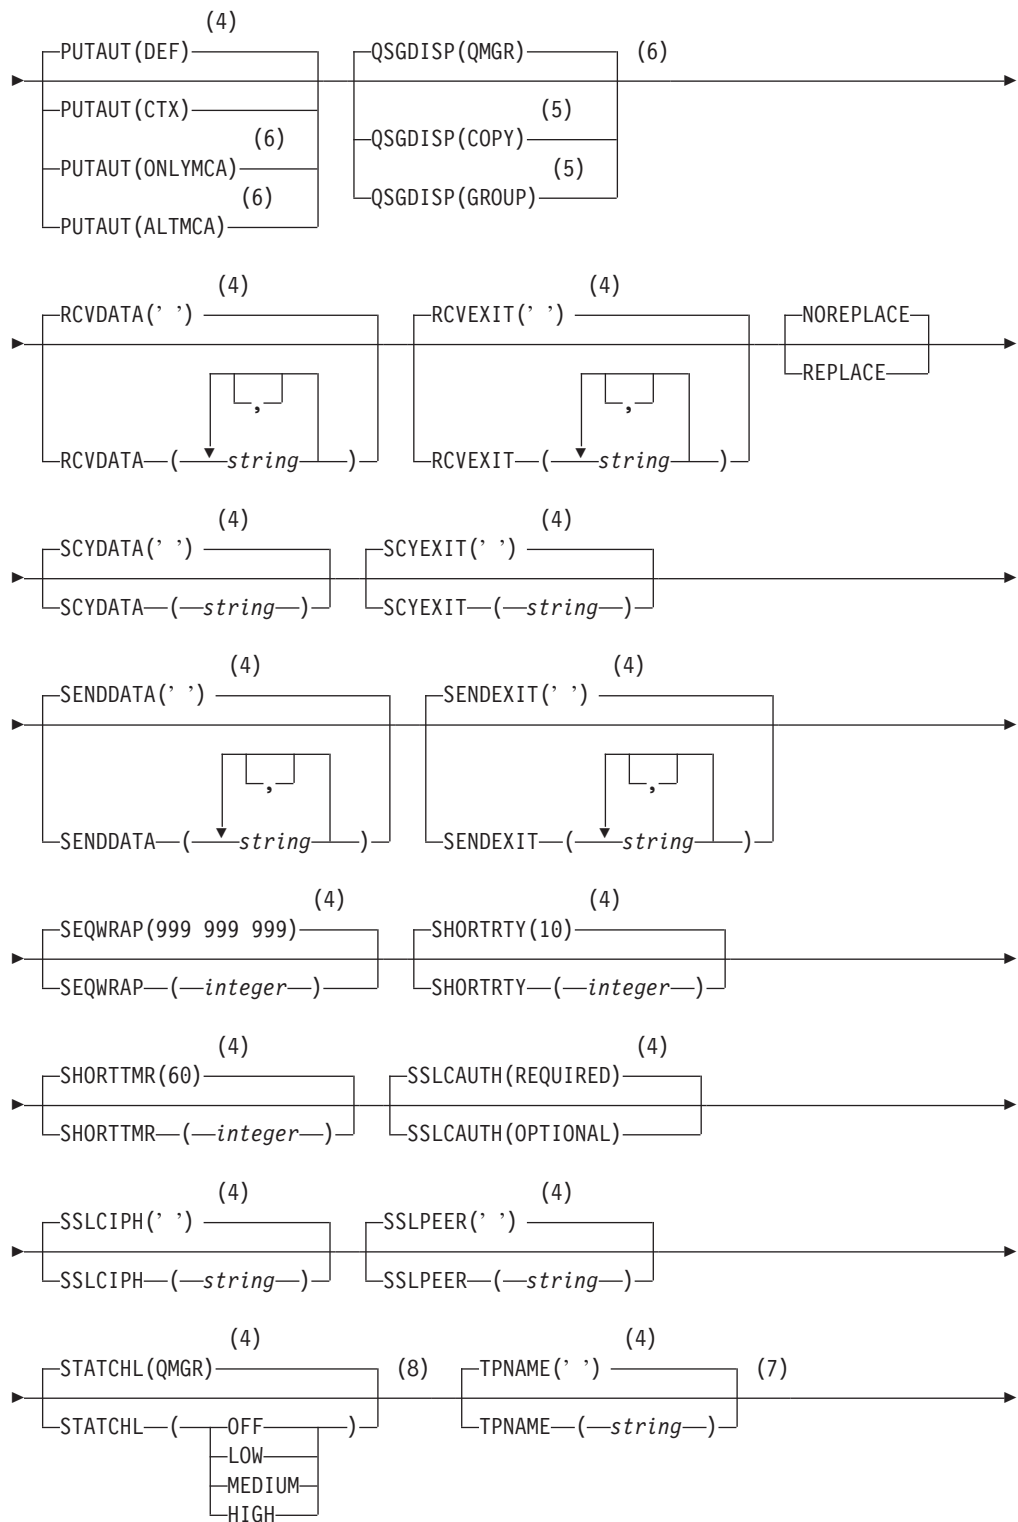 (4)
PUTAUT(DEF) QSGDISP(QMGR) (6)
PUTAUT(CTX) (5)
(6) QSGDISP(COPY)
PUTAUT(ONLYMCA) (5)
(6) QSGDISP(GROUP)
PUTAUT(ALTMCA)
(4) (4)
RCVDATA(' ') RCVEXIT(' ') NOREPLACE
REPLACE
, ,
RCVDATA ( string ) RCVEXIT ( string )
(4) (4)
SCYDATA(' ') SCYEXIT(' ')
SCYDATA ( string ) SCYEXIT ( string )
(4) (4)
SENDDATA(' ') SENDEXIT(' ')
, ,
SENDDATA ( string ) SENDEXIT ( string )
(4) (4)
SEQWRAP(999 999 999) SHORTRTY(10)
SEQWRAP ( integer ) SHORTRTY ( integer )
(4) (4)
SHORTTMR(60) SSLCAUTH(REQUIRED)
SHORTTMR ( integer ) SSLCAUTH(OPTIONAL)
(4) (4)
SSLCIPH(' ') SSLPEER(' ')
SSLCIPH ( string ) SSLPEER ( string )
(4) (4)
STATCHL(QMGR) (8) TPNAME(' ') (7)
STATCHL ( OFF ) TPNAME ( string )
LOW
MEDIUM
HIGH